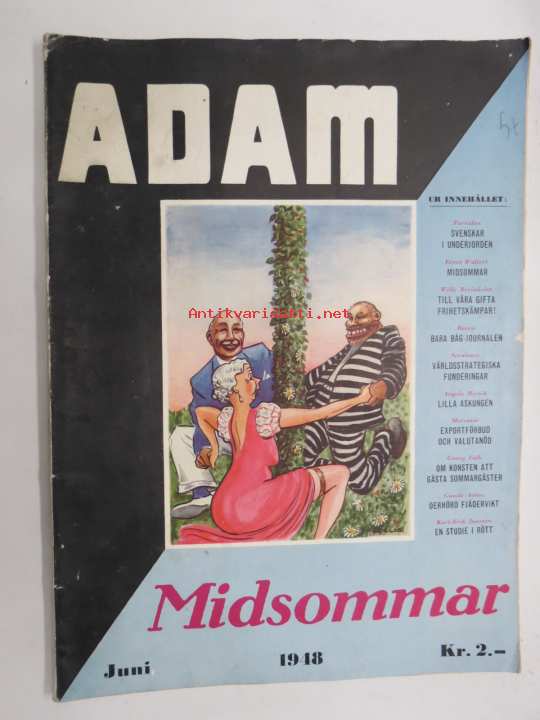 ADAM
UR INNEHÅLLET:
SVENSKAR
I UNDERJORDEN
MIDSOMMAR
TILL VÅRA GIFTA
FRIHETSKÄMPAR!
BARA BÅG-JOURNALEN
VÄRLDSSTRATEGISKA
FUNDERINGAR
LILLA ASKUNGEN
EXPORTFÖRBUD
OCH VALUTANÖD
OM KONSTEN ATT
GÄSTA SOMMARGÄSTER
OERHÖRD FJÄDERVIKT
EN STUDIE I RÖTT
Antikvariaatti.net
Midsommar
Juni 1948 Kr. 2.–